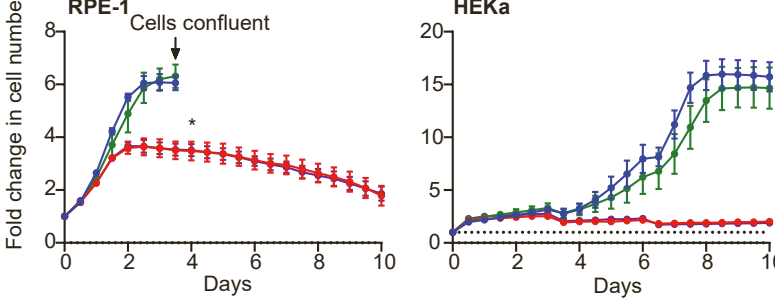 RPE-1
Cells confluent
Fold change in cell numbe
8
6
4
2
0
*
0 2 4 6 8 10
Days
HEKa
20
15
10
5
0
0 2 4 6 8 10
Days